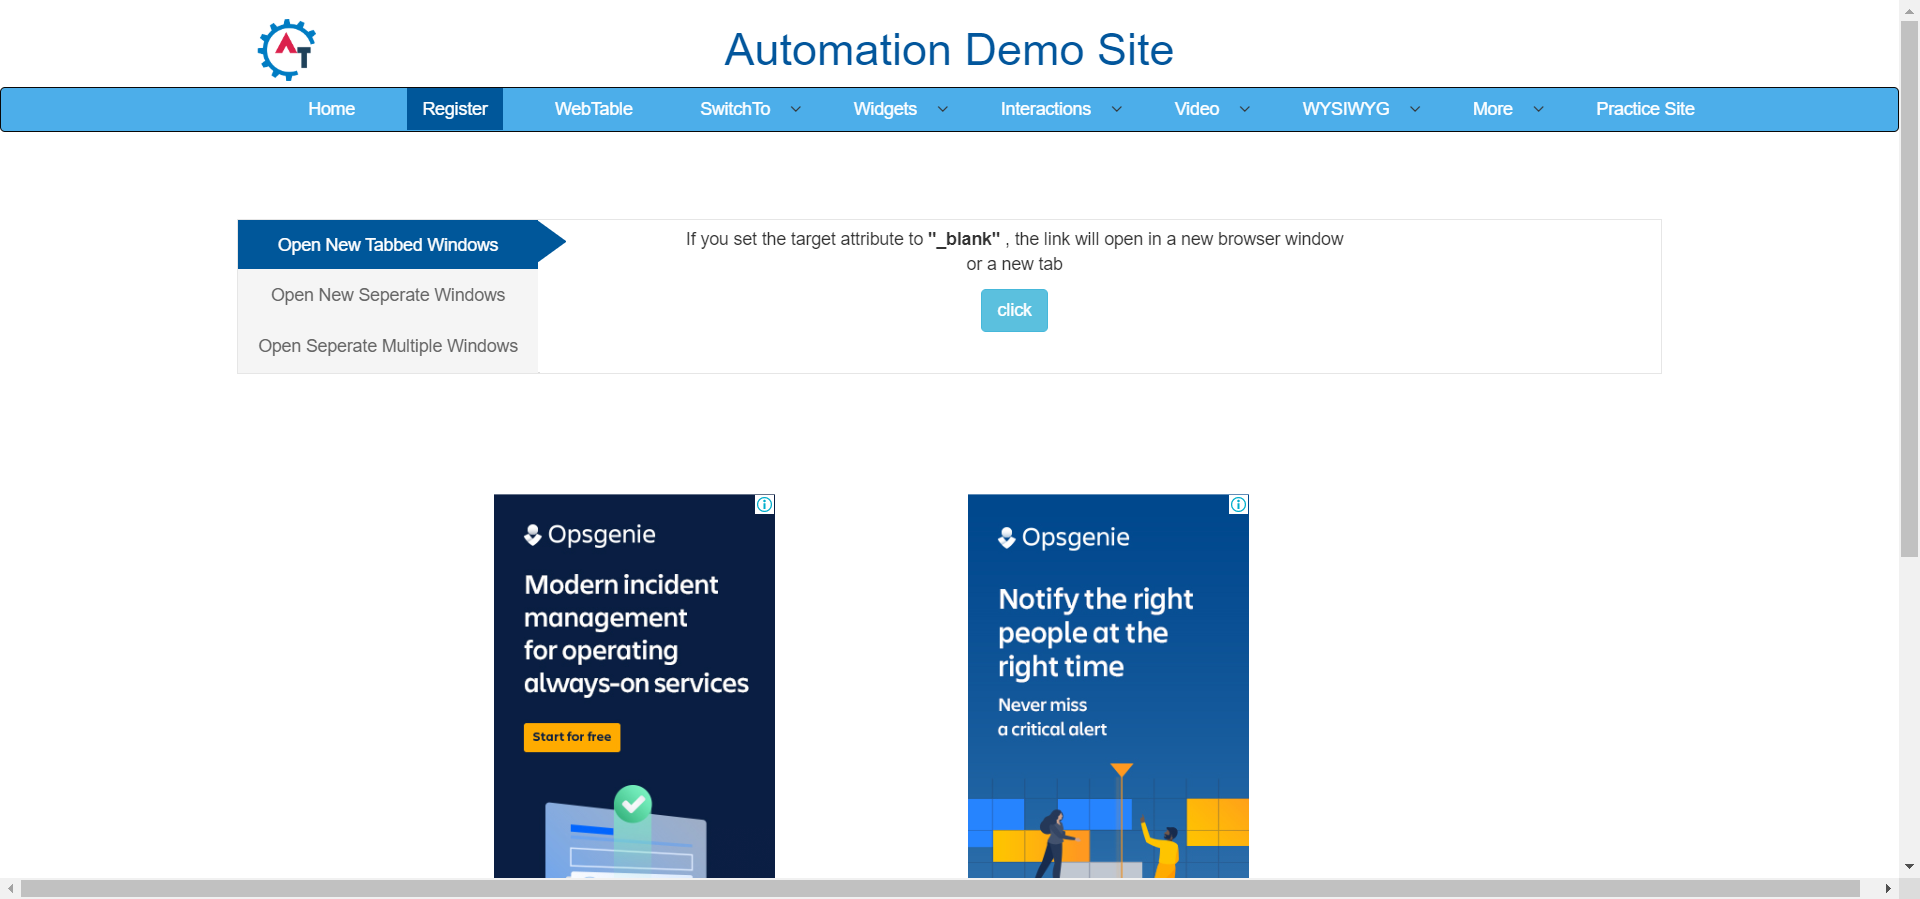 AT
Automation Demo Site
Home Register WebTable SwitchTo Widgets Interactions Video WYSIWYG More Practice Site
Open New Tabbed Windows
Open New Seperate Windows
Open Seperate Multiple Windows
If you set the target attribute to "_blank" , the link will open in a new browser window
or a new tab
click
Opsgenie
Modern incident
management
for operating
always-on services
Start for free
Opsgenie
Notify the right
people at the
right time
Never miss
a critical alert